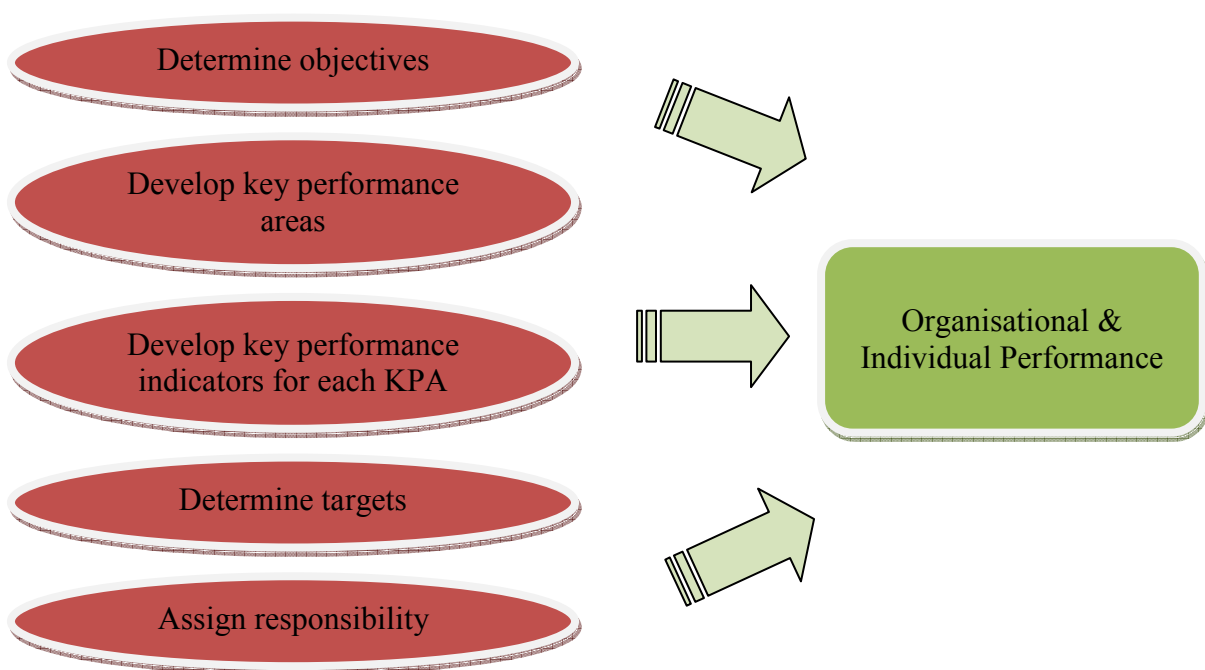 Determine objectives
Develop key performance
areas
Develop key performance
indicators for each KPA
Determine targets
Assign responsibility
Organisational &
Individual Performance